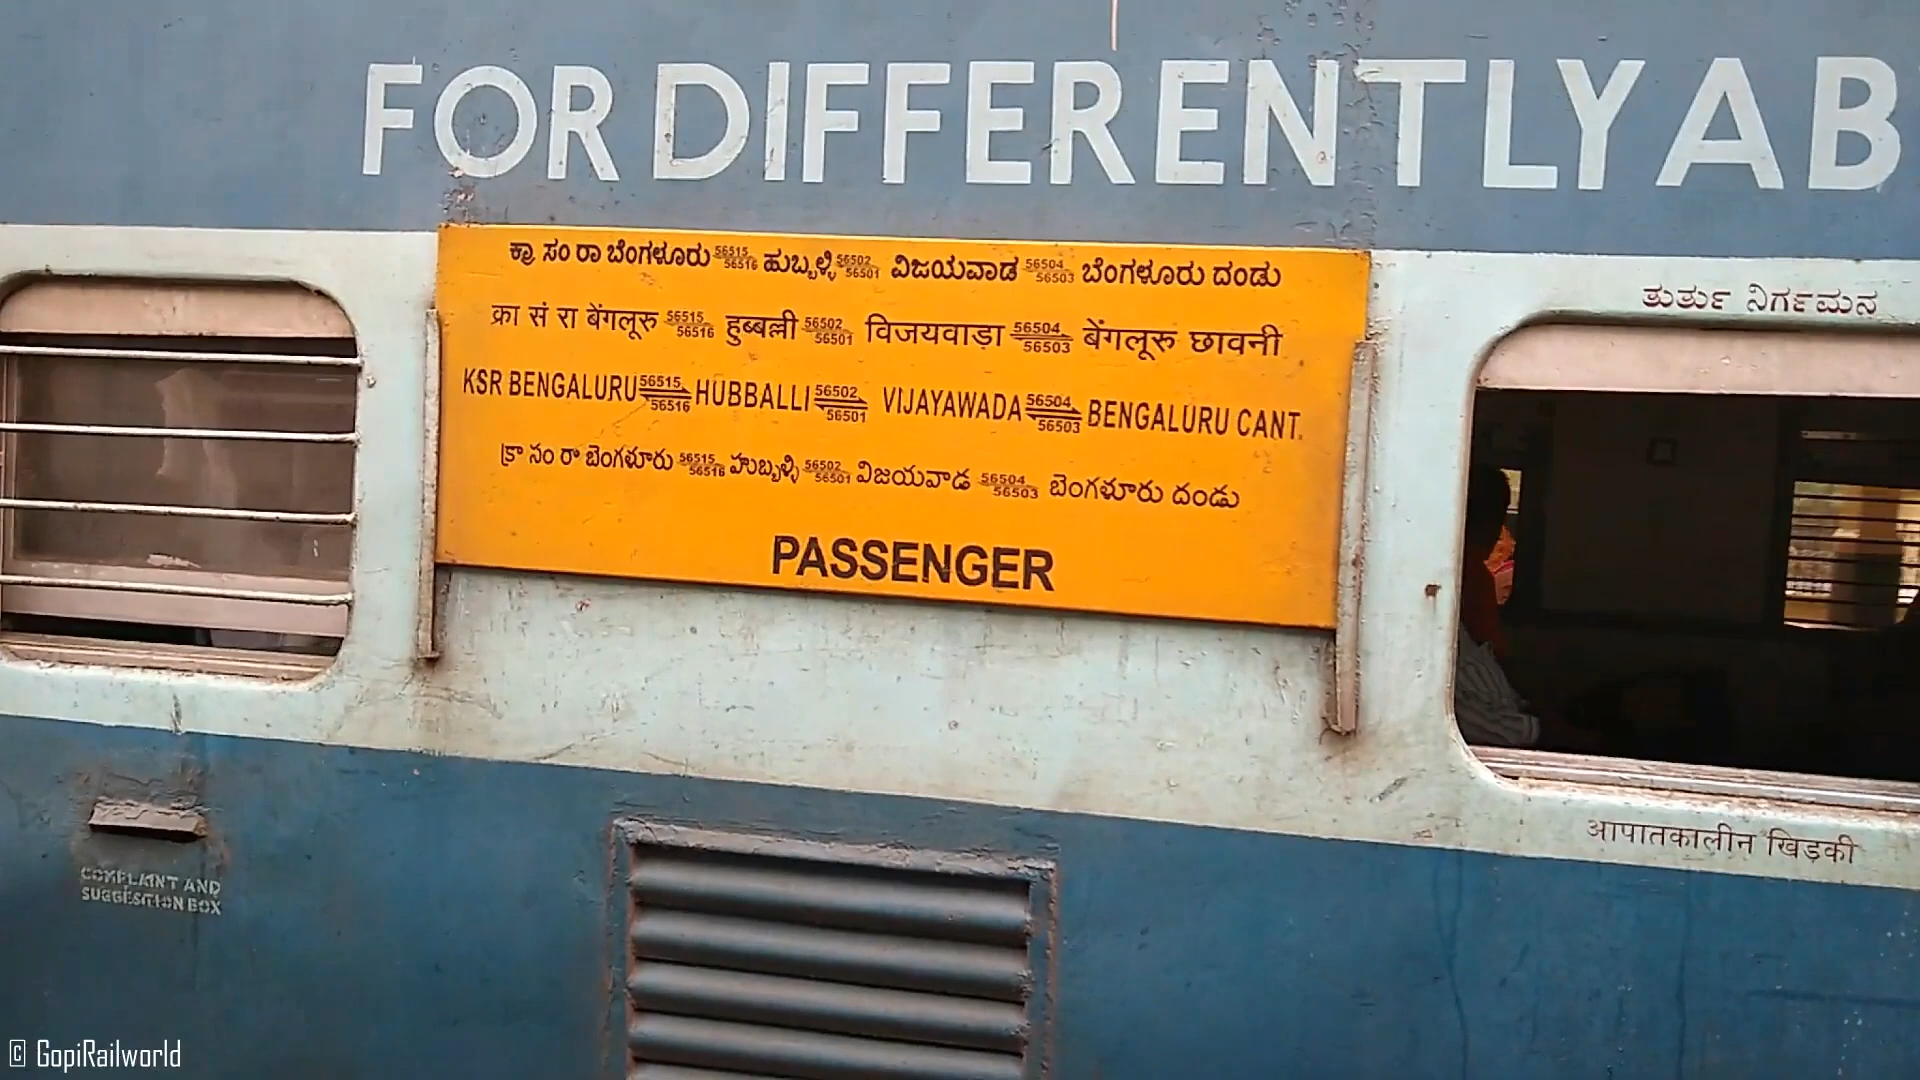 FOR DIFFERENTLY AB
ಕ್ರಾ ಸಂ ರಾ ಬೆಂಗಳೂರು 56515 56516 ಹುಬ್ಬಳ್ಳಿ 56502 56501 ವಿಜಯವಾಡ 56504 56503 ಬೆಂಗಳೂರು ದಂಡು
क्रा सं रा बेंगलूरु 56515 56516 हुब्बल्ली 56502 56501 विजयवाड़ा 56504 56503 बेंगलूरु छावनी
KSR BENGALURU 56515 56516 HUBBALLI 56502 56501 VIJAYAWADA 56504 56503 BENGALURU CANT.
క్రా సం రా బెంగళూరు 56515 56516 హుబ్బళ్ళి 56502 56501 విజయవాడ 56504 56503 బెంగళూరు దండు
PASSENGER
ತುರ್ತು ನಿರ್ಗಮನ
आपातकालीन खिड़की
COMPLAINT AND
SUGGESTION BOX
© GopiRailworld